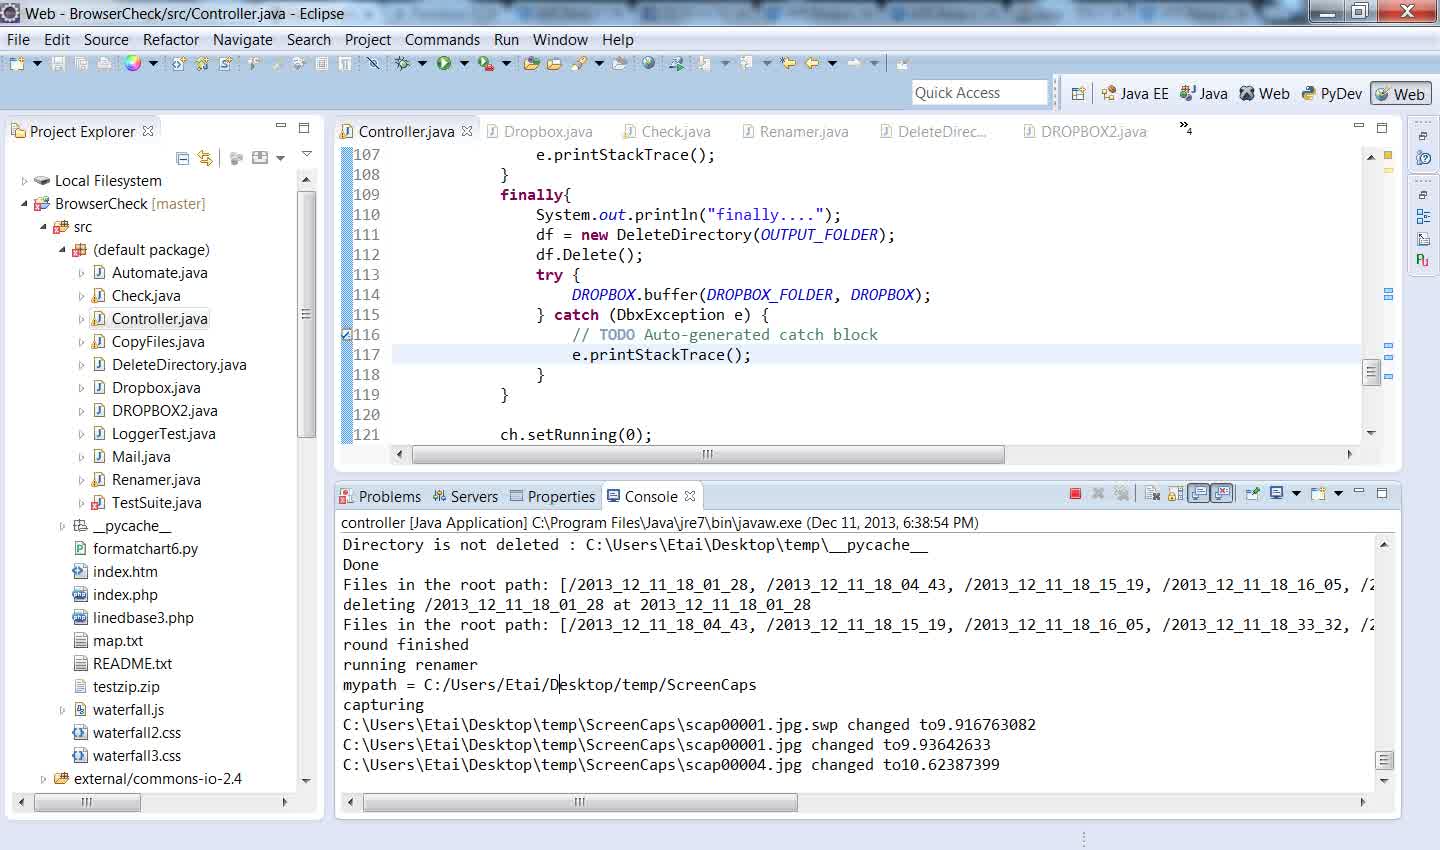 Web - BrowserCheck/src/Controller.java - Eclipse
File Edit Source Refactor Navigate Search Project Commands Run Window Help
Quick Access
Java EE Java Web PyDev Web
Project Explorer
Local Filesystem
BrowserCheck [master]
src
(default package)
Automate.java
Check.java
Controller.java
CopyFiles.java
DeleteDirectory.java
Dropbox.java
DROPBOX2.java
LoggerTest.java
Mail.java
Renamer.java
TestSuite.java
__pycache__
formatchart6.py
index.htm
index.php
linedbase3.php
map.txt
README.txt
testzip.zip
waterfall.js
waterfall2.css
waterfall3.css
external/commons-io-2.4
Controller.java Dropbox.java Check.java Renamer.java DeleteDirec... DROPBOX2.java »4
107 e.printStackTrace();
108 }
109 finally{
110 System.out.println("finally....");
111 df = new DeleteDirectory(OUTPUT_FOLDER);
112 df.Delete();
113 try {
114 DROPBOX.buffer(DROPBOX_FOLDER, DROPBOX);
115 } catch (DbxException e) {
116 // TODO Auto-generated catch block
117 e.printStackTrace();
118 }
119 }
120
121 ch.setRunning(0);
Problems Servers Properties Console
controller [Java Application] C:\Program Files\Java\jre7\bin\javaw.exe (Dec 11, 2013, 6:38:54 PM)
Directory is not deleted : C:\Users\Etai\Desktop\temp\__pycache__
Done
Files in the root path: [/2013_12_11_18_01_28, /2013_12_11_18_04_43, /2013_12_11_18_15_19, /2013_12_11_18_16_05, /2
deleting /2013_12_11_18_01_28 at 2013_12_11_18_01_28
Files in the root path: [/2013_12_11_18_04_43, /2013_12_11_18_15_19, /2013_12_11_18_16_05, /2013_12_11_18_33_32, /2
round finished
running renamer
mypath = C:/Users/Etai/Desktop/temp/ScreenCaps
capturing
C:\Users\Etai\Desktop\temp\ScreenCaps\scap00001.jpg.swp changed to9.916763082
C:\Users\Etai\Desktop\temp\ScreenCaps\scap00001.jpg changed to9.93642633
C:\Users\Etai\Desktop\temp\ScreenCaps\scap00004.jpg changed to10.62387399